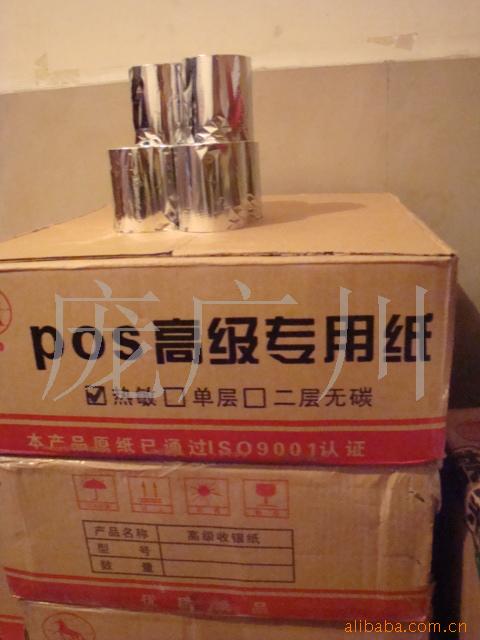 pos高级专用纸
☑热敏□单层□二层无碳
本产品原纸已通过ISO9001认证
庞广川
产品名称 高级收银纸
型号
数量
alibaba.com.cn